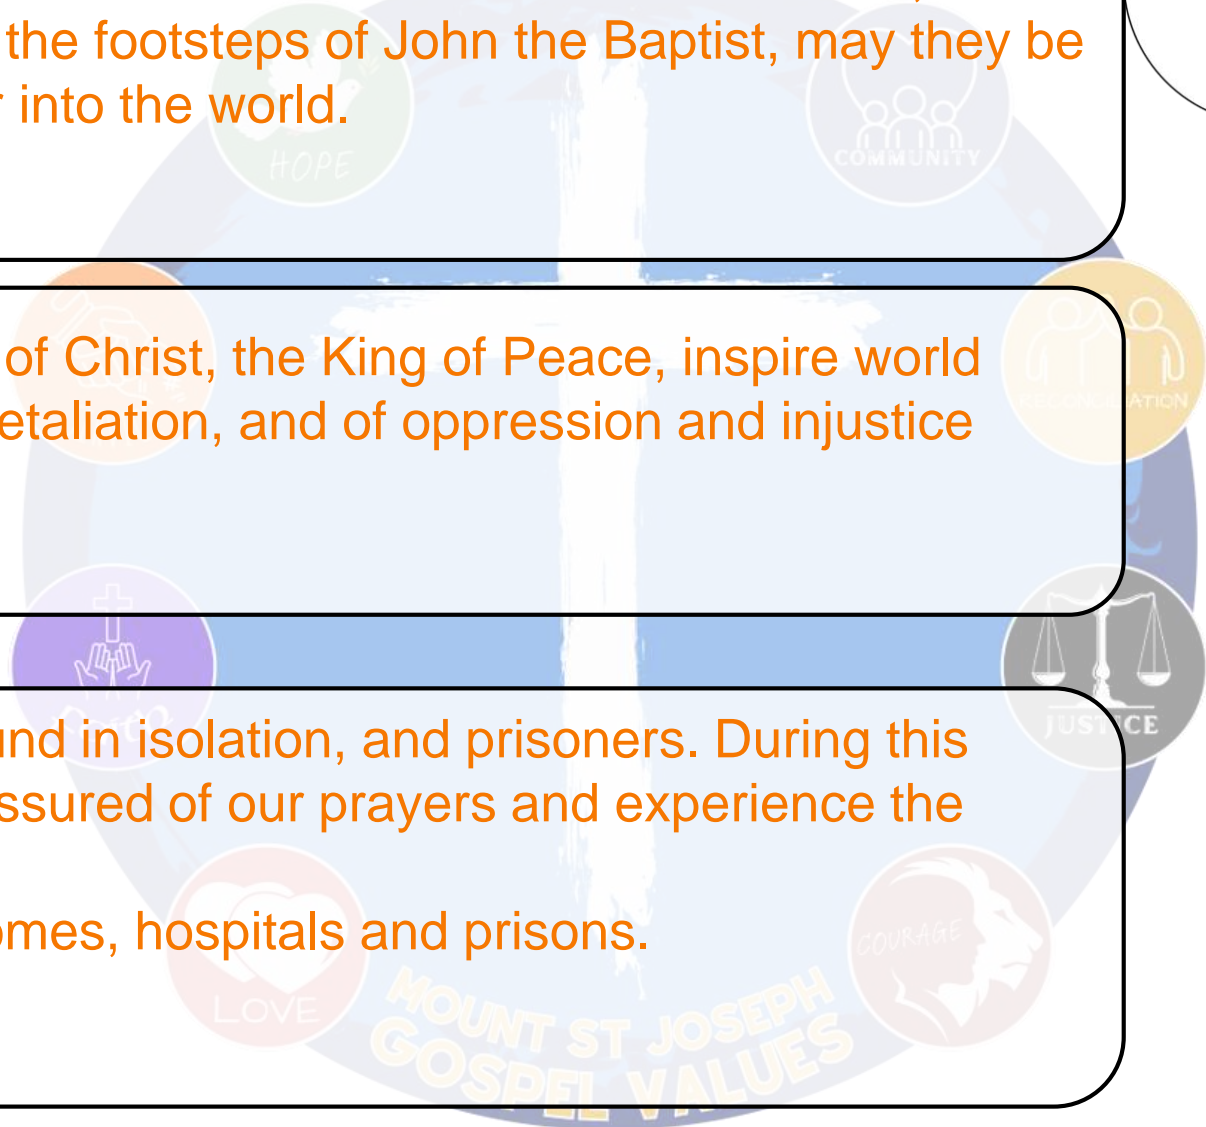 the footsteps of John the Baptist, may they be
into the world.
HOPE
COMMUNITY
of Christ, the King of Peace, inspire world
etaliation, and of oppression and injustice
RECONCILIATION
und in isolation, and prisoners. During this
ssured of our prayers and experience the
JUSTICE
omes, hospitals and prisons.
LOVE
COURAGE
MOUNT ST JOSEPH
GOSPEL VALUES